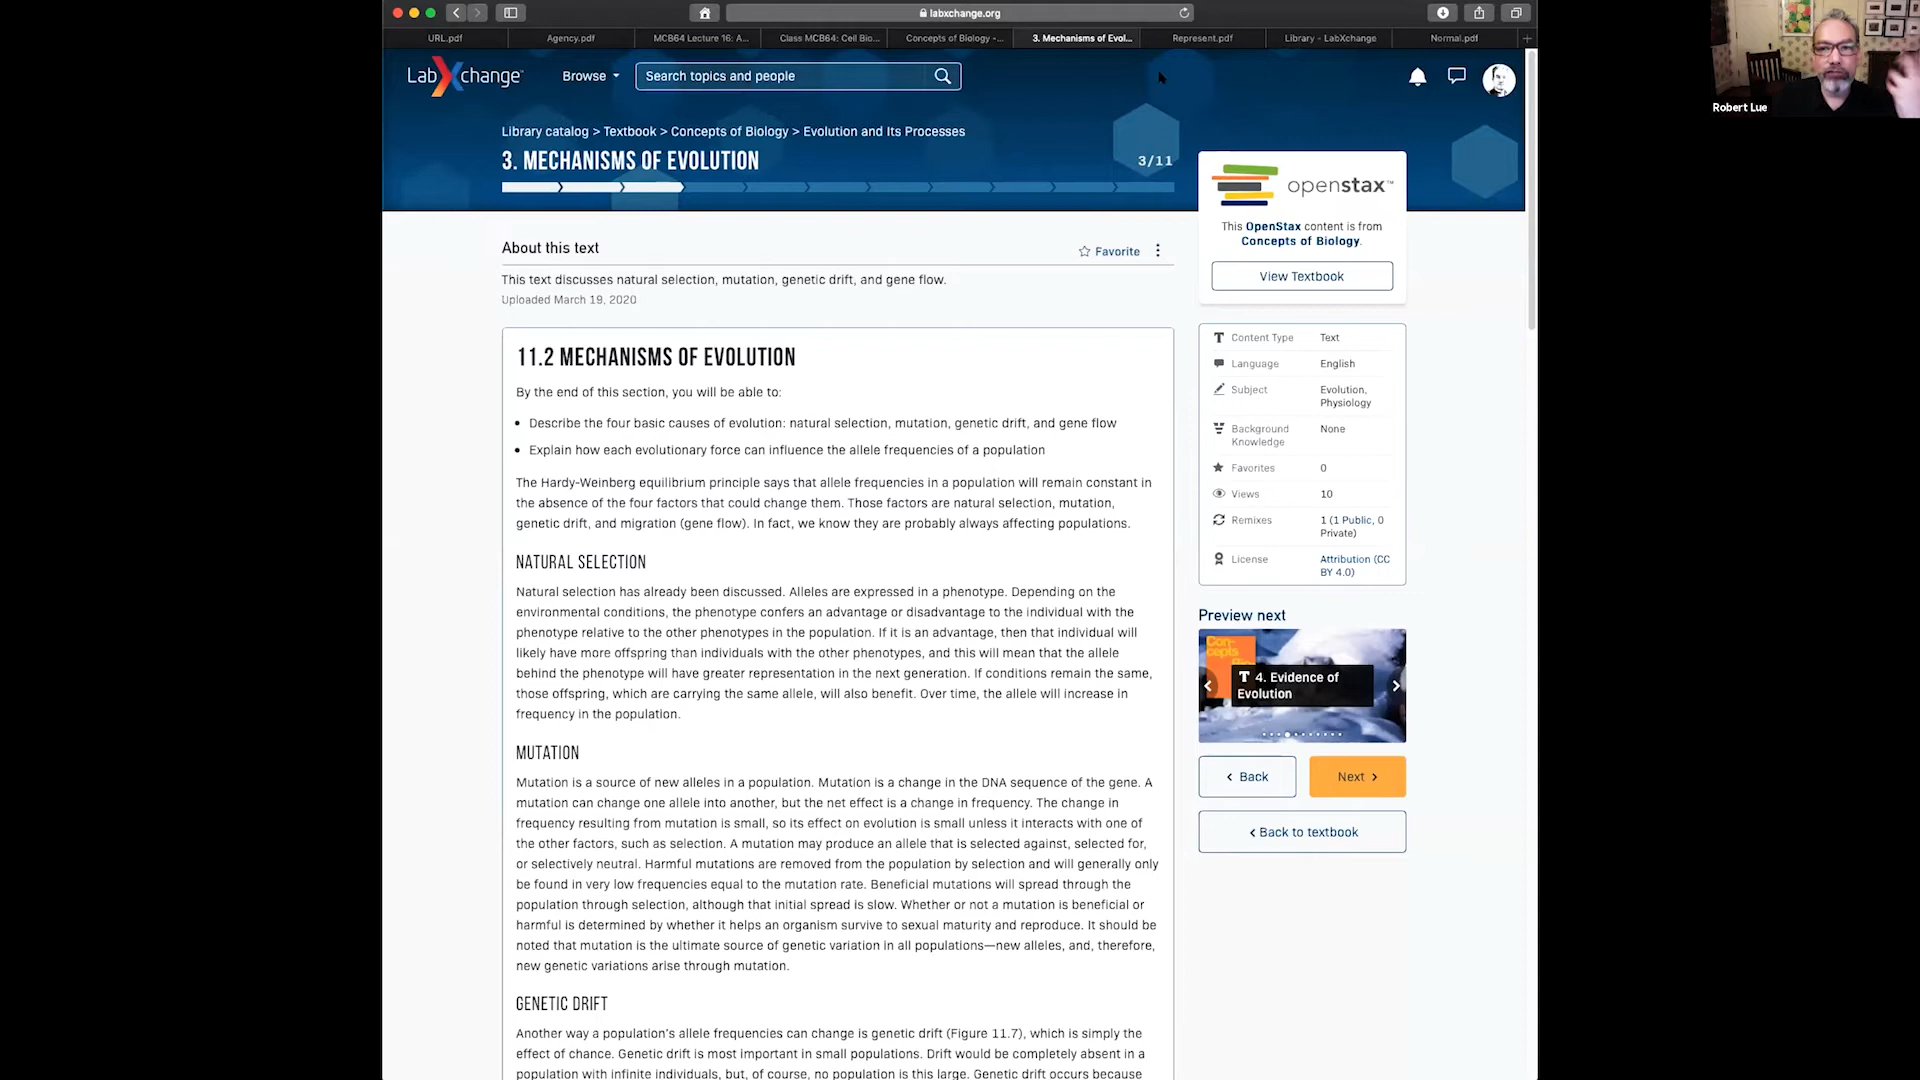 labxchange.org
URL.pdf
Agency.pdf
MCB64 Lecture 16: A...
Class MCB64: Cell Bio...
Concepts of Biology -...
3. Mechanisms of Evol...
Represent.pdf
Library - LabXchange
Normal.pdf
LabXchange
Browse
Search topics and people
Robert Lue
Library catalog > Textbook > Concepts of Biology > Evolution and Its Processes
3. MECHANISMS OF EVOLUTION
3/11
openstax™
This OpenStax content is from
Concepts of Biology.
View Textbook
About this text
Favorite
This text discusses natural selection, mutation, genetic drift, and gene flow.
Uploaded March 19, 2020
11.2 MECHANISMS OF EVOLUTION
By the end of this section, you will be able to:
• Describe the four basic causes of evolution: natural selection, mutation, genetic drift, and gene flow
• Explain how each evolutionary force can influence the allele frequencies of a population
The Hardy-Weinberg equilibrium principle says that allele frequencies in a population will remain constant in
the absence of the four factors that could change them. Those factors are natural selection, mutation,
genetic drift, and migration (gene flow). In fact, we know they are probably always affecting populations.
NATURAL SELECTION
Natural selection has already been discussed. Alleles are expressed in a phenotype. Depending on the
environmental conditions, the phenotype confers an advantage or disadvantage to the individual with the
phenotype relative to the other phenotypes in the population. If it is an advantage, then that individual will
likely have more offspring than individuals with the other phenotypes, and this will mean that the allele
behind the phenotype will have greater representation in the next generation. If conditions remain the same,
those offspring, which are carrying the same allele, will also benefit. Over time, the allele will increase in
frequency in the population.
MUTATION
Mutation is a source of new alleles in a population. Mutation is a change in the DNA sequence of the gene. A
mutation can change one allele into another, but the net effect is a change in frequency. The change in
frequency resulting from mutation is small, so its effect on evolution is small unless it interacts with one of
the other factors, such as selection. A mutation may produce an allele that is selected against, selected for,
or selectively neutral. Harmful mutations are removed from the population by selection and will generally only
be found in very low frequencies equal to the mutation rate. Beneficial mutations will spread through the
population through selection, although that initial spread is slow. Whether or not a mutation is beneficial or
harmful is determined by whether it helps an organism survive to sexual maturity and reproduce. It should be
noted that mutation is the ultimate source of genetic variation in all populations—new alleles, and, therefore,
new genetic variations arise through mutation.
GENETIC DRIFT
Another way a population's allele frequencies can change is genetic drift (Figure 11.7), which is simply the
effect of chance. Genetic drift is most important in small populations. Drift would be completely absent in a
population with infinite individuals, but, of course, no population is this large. Genetic drift occurs because
Content Type Text
Language English
Subject Evolution,
Physiology
Background None
Knowledge
Favorites 0
Views 10
Remixes 1 (1 Public, 0
Private)
License Attribution (CC
BY 4.0)
Preview next
Con-
cepts
T 4. Evidence of
Evolution
Back
Next
Back to textbook